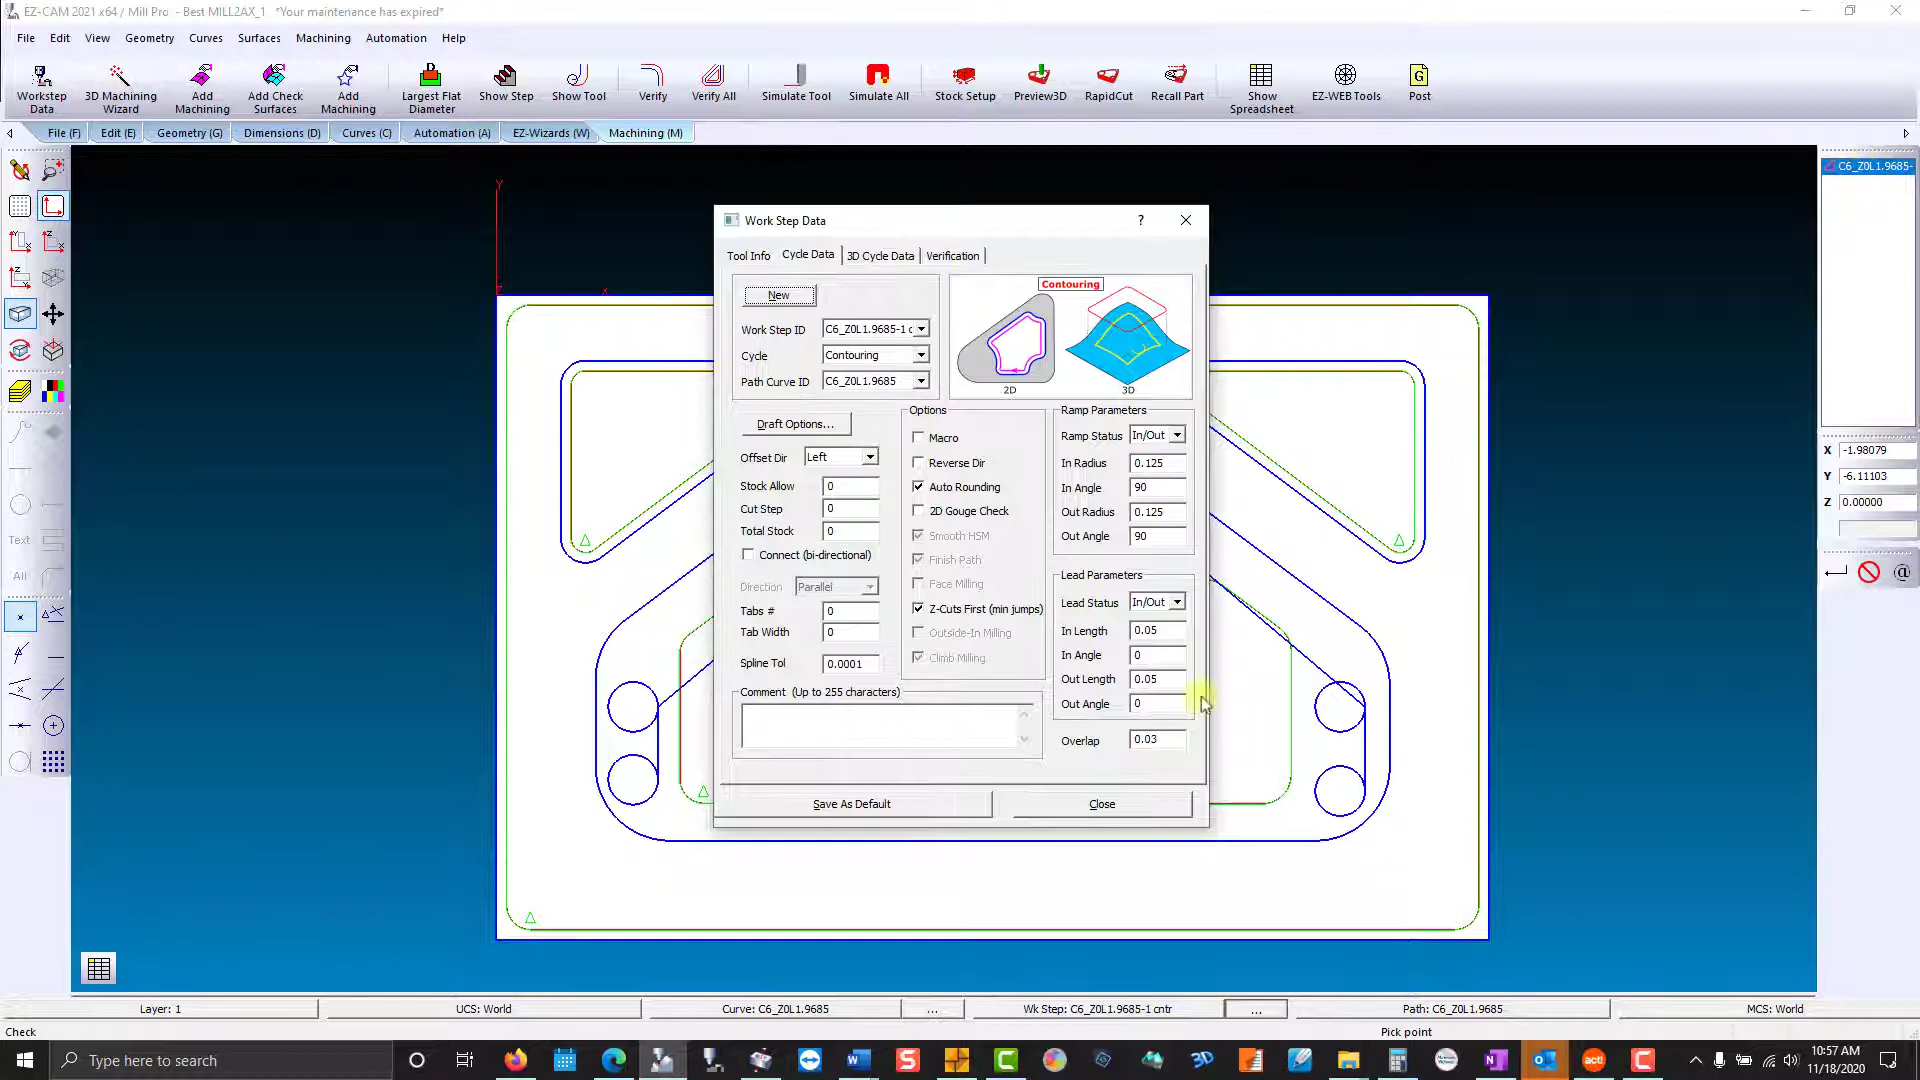 EZ-CAM 2021 x64 / Mill Pro - Best MILL2AX_1 *Your maintenance has expired*
File Edit View Geometry Curves Surfaces Machining Automation Help
Workstep Data
3D Machining Wizard
Add Machining
Add Check Surfaces
Add Machining
Largest Flat Diameter
Show Step
Show Tool
Verify
Verify All
Simulate Tool
Simulate All
Stock Setup
Preview3D
RapidCut
Recall Part
Show Spreadsheet
EZ-WEB Tools
Post
File (F) Edit (E) Geometry (G) Dimensions (D) Curves (C) Automation (A) EZ-Wizards (W) Machining (M)
C6_Z0L1.9685-
Work Step Data
?
Tool Info Cycle Data 3D Cycle Data Verification
New
Work Step ID C6_Z0L1.9685-1 c
Cycle Contouring
Path Curve ID C6_Z0L1.9685
Contouring
2D 3D
Draft Options...
Offset Dir Left
Stock Allow 0
Cut Step 0
Total Stock 0
Connect (bi-directional)
Direction Parallel
Tabs # 0
Tab Width 0
Spline Tol 0.0001
Options
Macro
Reverse Dir
Auto Rounding
2D Gouge Check
Smooth HSM
Finish Path
Face Milling
Z-Cuts First (min jumps)
Outside-In Milling
Climb Milling
Ramp Parameters
Ramp Status In/Out
In Radius 0.125
In Angle 90
Out Radius 0.125
Out Angle 90
Lead Parameters
Lead Status In/Out
In Length 0.05
In Angle 0
Out Length 0.05
Out Angle 0
Overlap 0.03
Comment (Up to 255 characters)
Save As Default
Close
Y
x
X -1.98079
Y -6.11103
Z 0.00000
Text
All
@
Layer: 1 UCS: World Curve: C6_Z0L1.9685 ... Wk Step: C6_Z0L1.9685-1 cntr ... Path: C6_Z0L1.9685 MCS: World
Check Pick point
Type here to search
10:57 AM
11/18/2020